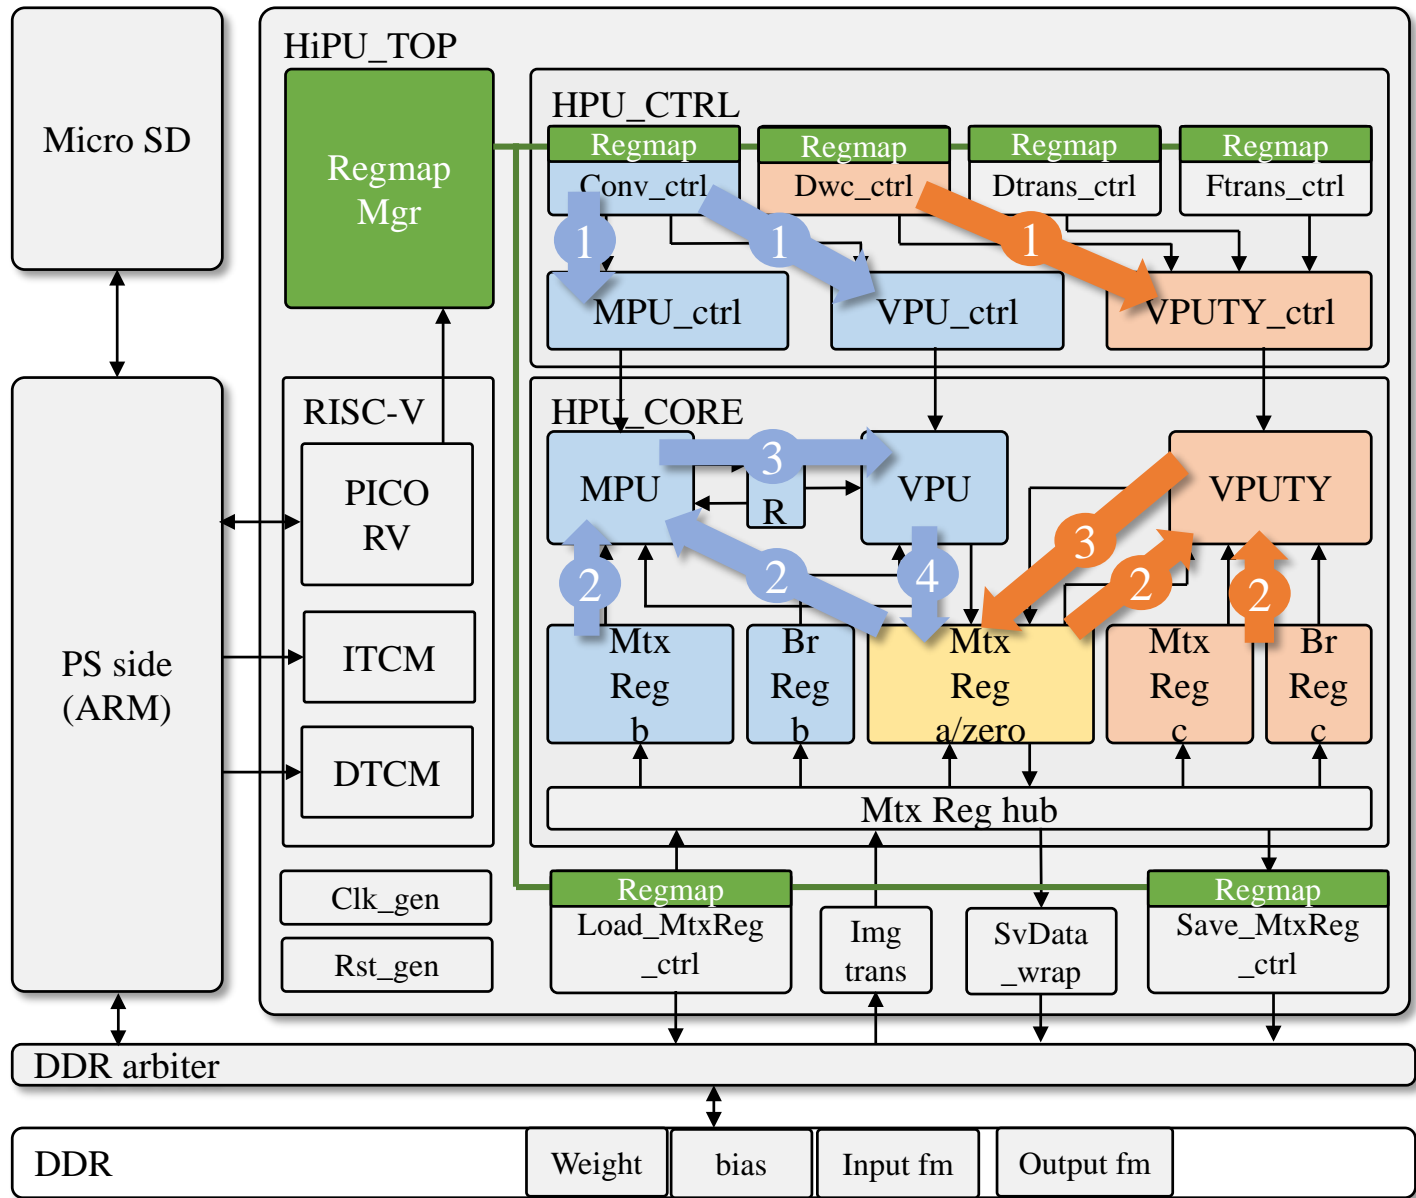 HiPU_TOP
Micro SD
Regmap
Mgr
HPU_CTRL
Regmap
Regmap
Regmap
Regmap
Conv_ctrl
Dwc_ctrl
Dtrans_ctrl
Ftrans_ctrl
1
1
1
MPU_ctrl
VPU_ctrl
VPUTY_ctrl
RISC-V
HPU_CORE
PICO
RV
MPU
3
R
VPU
VPUTY
3
2
2
4
2
2
ITCM
DTCM
PS side
(ARM)
Mtx
Reg
b
Br
Reg
b
Mtx
Reg
a/zero
Mtx
Reg
c
Br
Reg
c
Mtx Reg hub
Clk_gen
Rst_gen
Regmap
Load_MtxReg
_ctrl
Img
trans
SvData
_wrap
Regmap
Save_MtxReg
_ctrl
DDR arbiter
DDR
Weight
bias
Input fm
Output fm